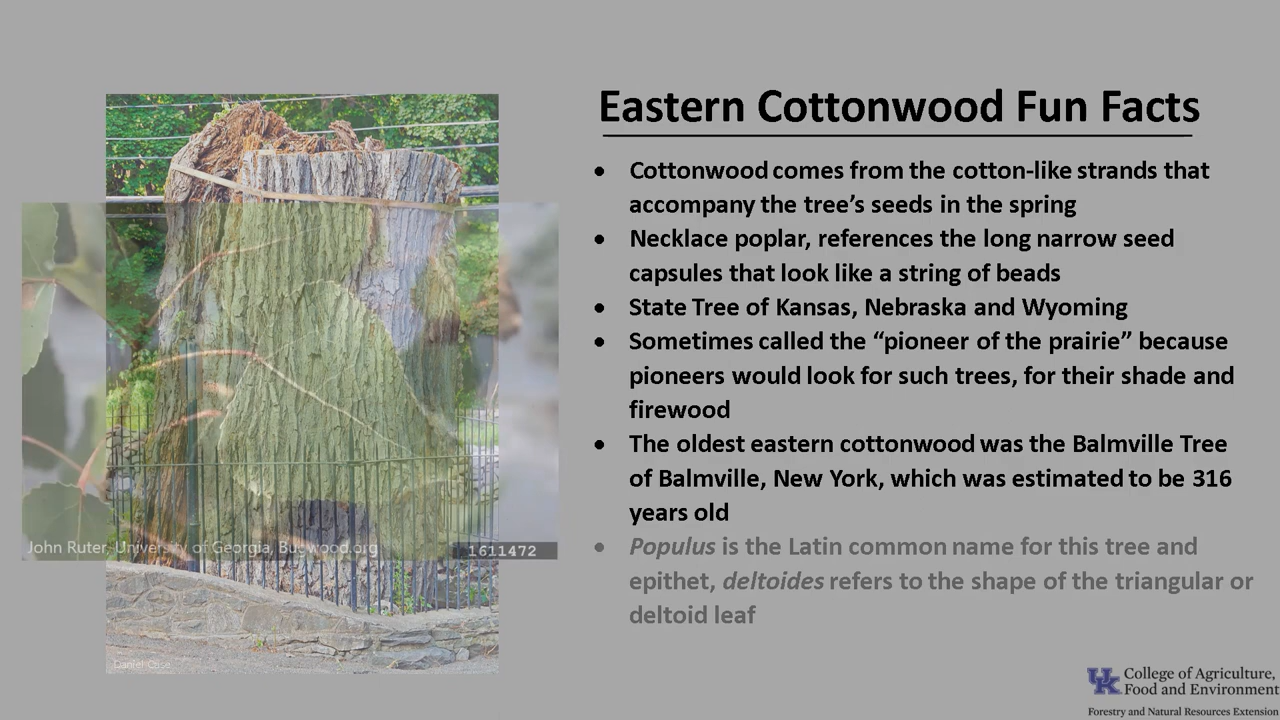 Eastern Cottonwood Fun Facts
• Cottonwood comes from the cotton-like strands that
accompany the tree's seeds in the spring
• Necklace poplar, references the long narrow seed
capsules that look like a string of beads
• State Tree of Kansas, Nebraska and Wyoming
• Sometimes called the “pioneer of the prairie” because
pioneers would look for such trees, for their shade and
firewood
• The oldest eastern cottonwood was the Balmville Tree
of Balmville, New York, which was estimated to be 316
years old
• Populus is the Latin common name for this tree and
epithet, deltoides refers to the shape of the triangular or
deltoid leaf
John Ruter, University of Georgia, Bugwood.org
1611472
Daniel Case
UK College of Agriculture,
Food and Environment
Forestry and Natural Resources Extension